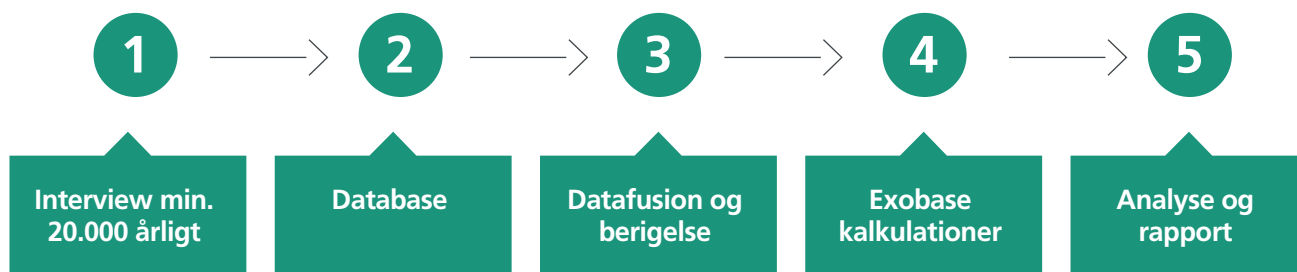 1
2
3
4
5
Interview min.
20.000 årligt
Database
Datafusion og
berigelse
Exobase
kalkulationer
Analyse og
rapport